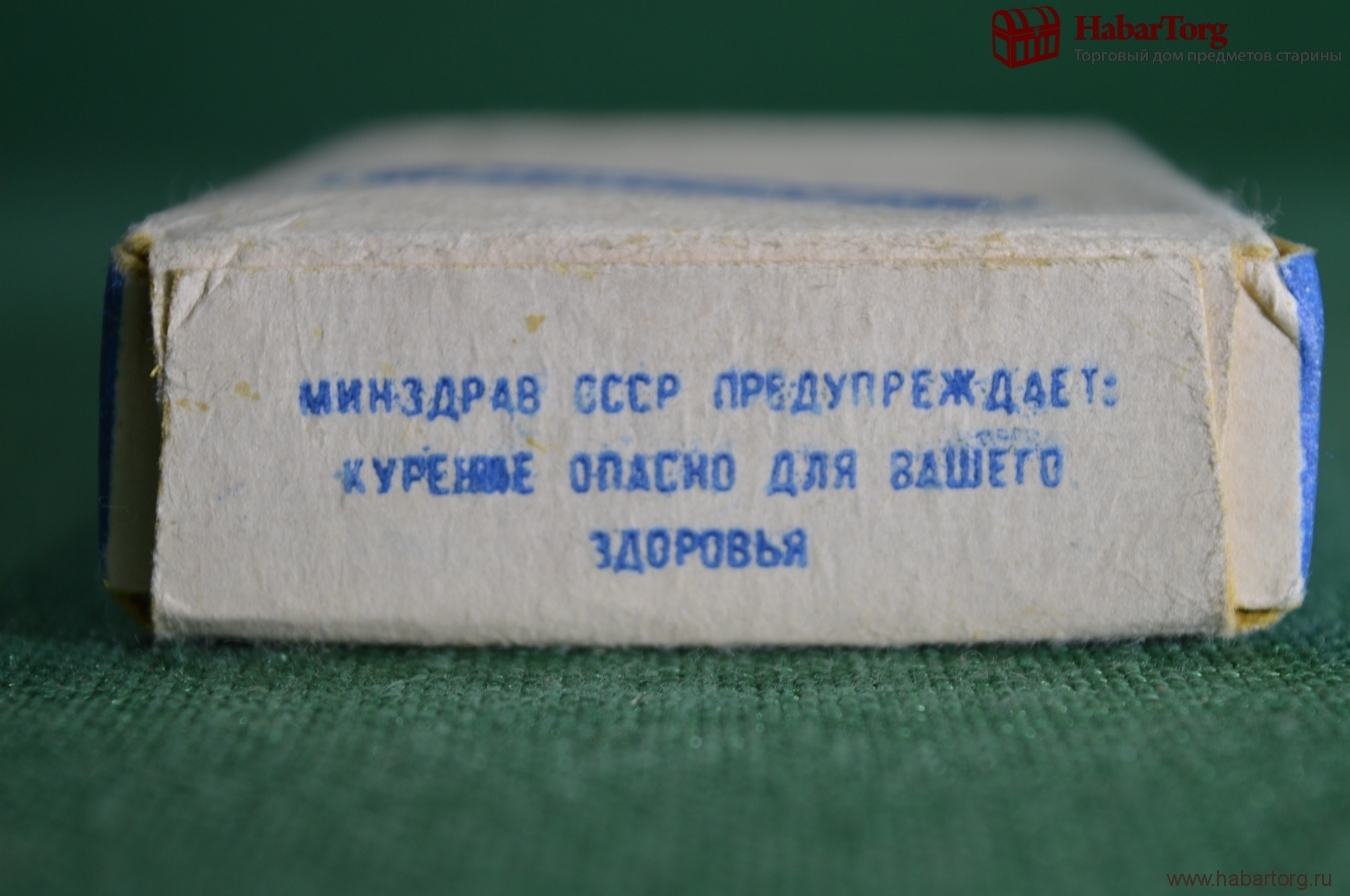 HabarTorg
Торговый дом предметов старины
МИНЗДРАВ СССР ПРЕДУПРЕЖДАЕТ:
КУРЕНИЕ ОПАСНО ДЛЯ ВАШЕГО
ЗДОРОВЬЯ
www.habartorg.ru